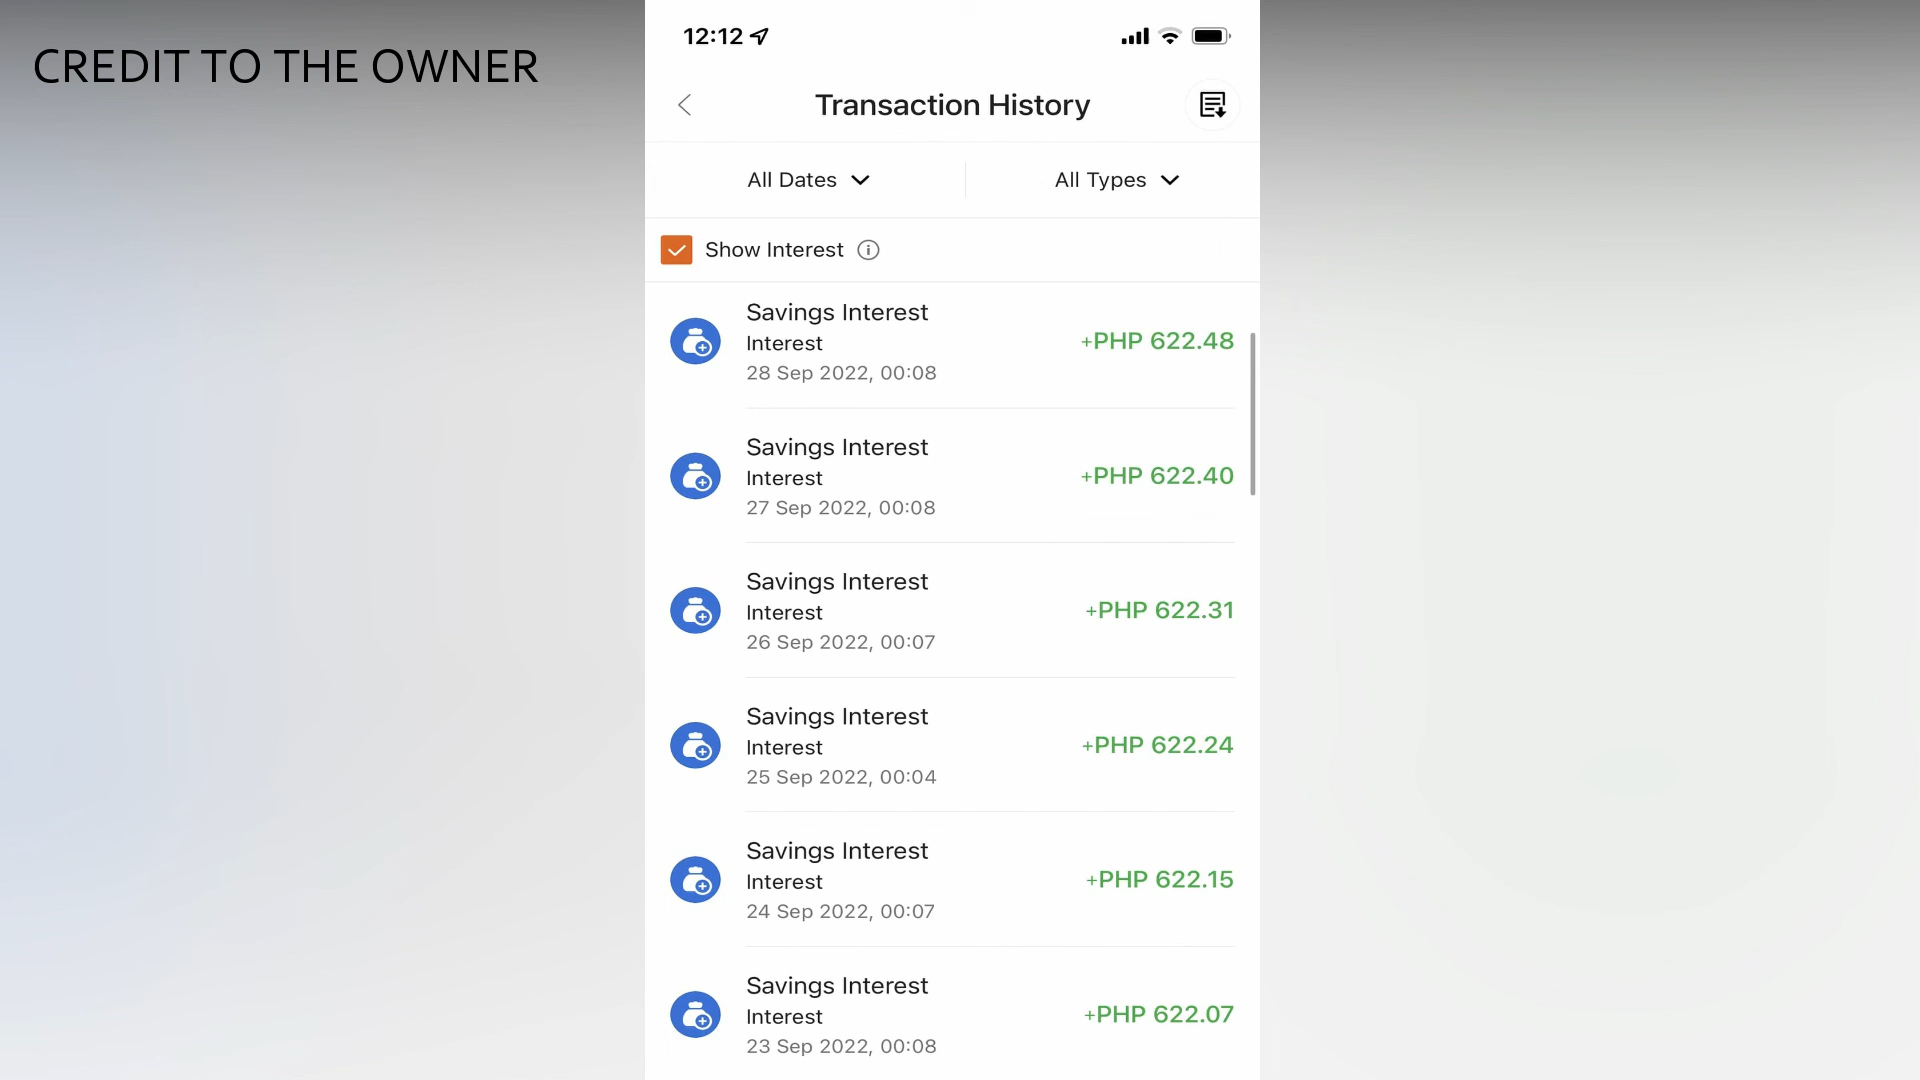 CREDIT TO THE OWNER
12:12
Transaction History
All Dates
All Types
Show Interest
Savings Interest
Interest
+PHP 622.48
28 Sep 2022, 00:08
Savings Interest
Interest
+PHP 622.40
27 Sep 2022, 00:08
Savings Interest
Interest
+PHP 622.31
26 Sep 2022, 00:07
Savings Interest
Interest
+PHP 622.24
25 Sep 2022, 00:04
Savings Interest
Interest
+PHP 622.15
24 Sep 2022, 00:07
Savings Interest
Interest
+PHP 622.07
23 Sep 2022, 00:08